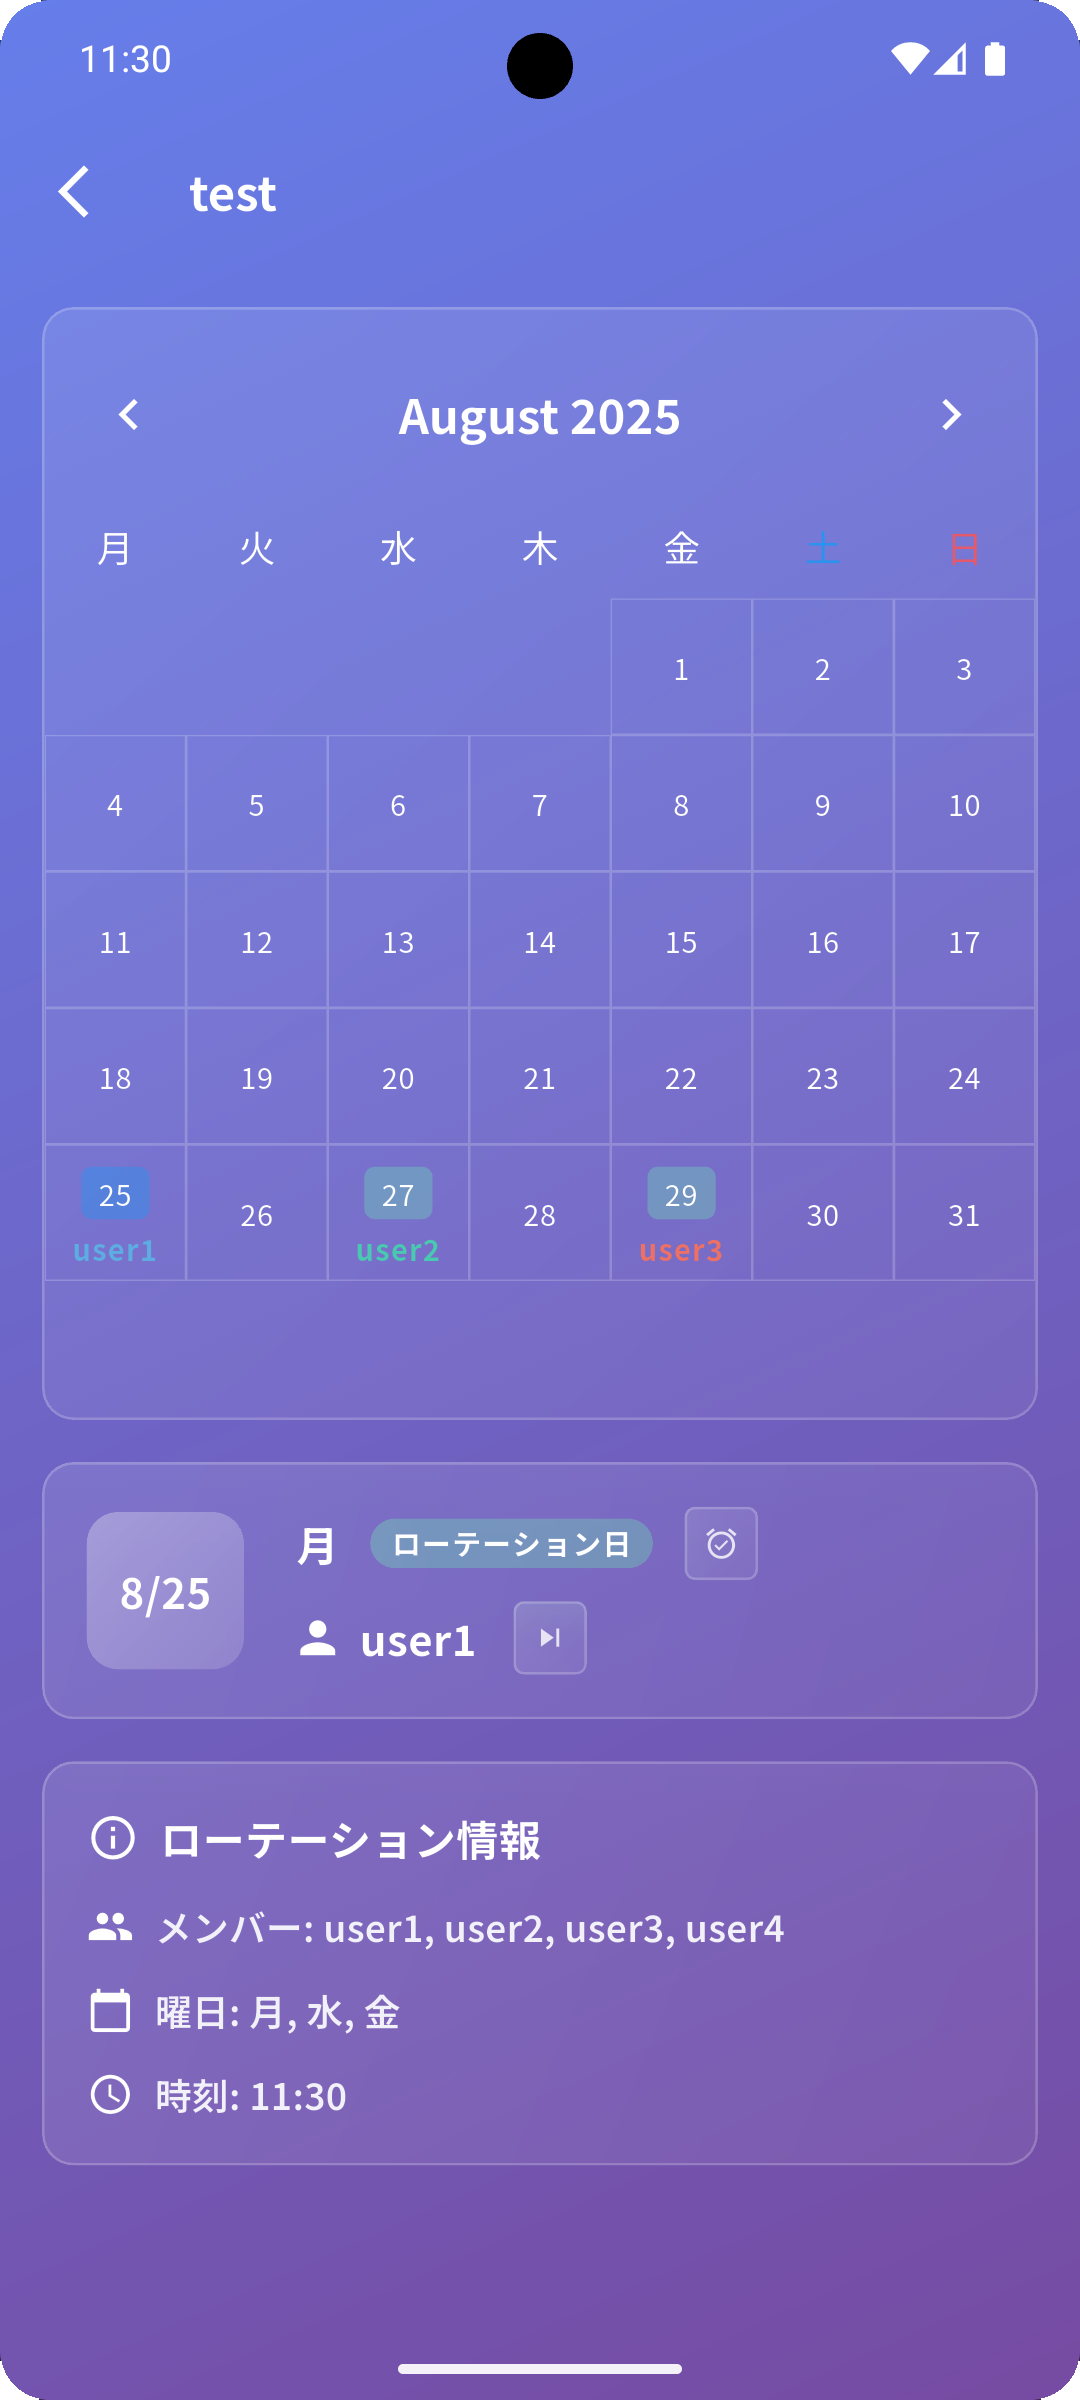 11:30
test
August 2025
月 火 水 木 金 土 日
1 2 3
4 5 6 7 8 9 10
11 12 13 14 15 16 17
18 19 20 21 22 23 24
25 26 27 28 29 30 31
user1 user2 user3
8/25
月 ローテーション日
user1
ローテーション情報
メンバー: user1, user2, user3, user4
曜日: 月, 水, 金
時刻: 11:30